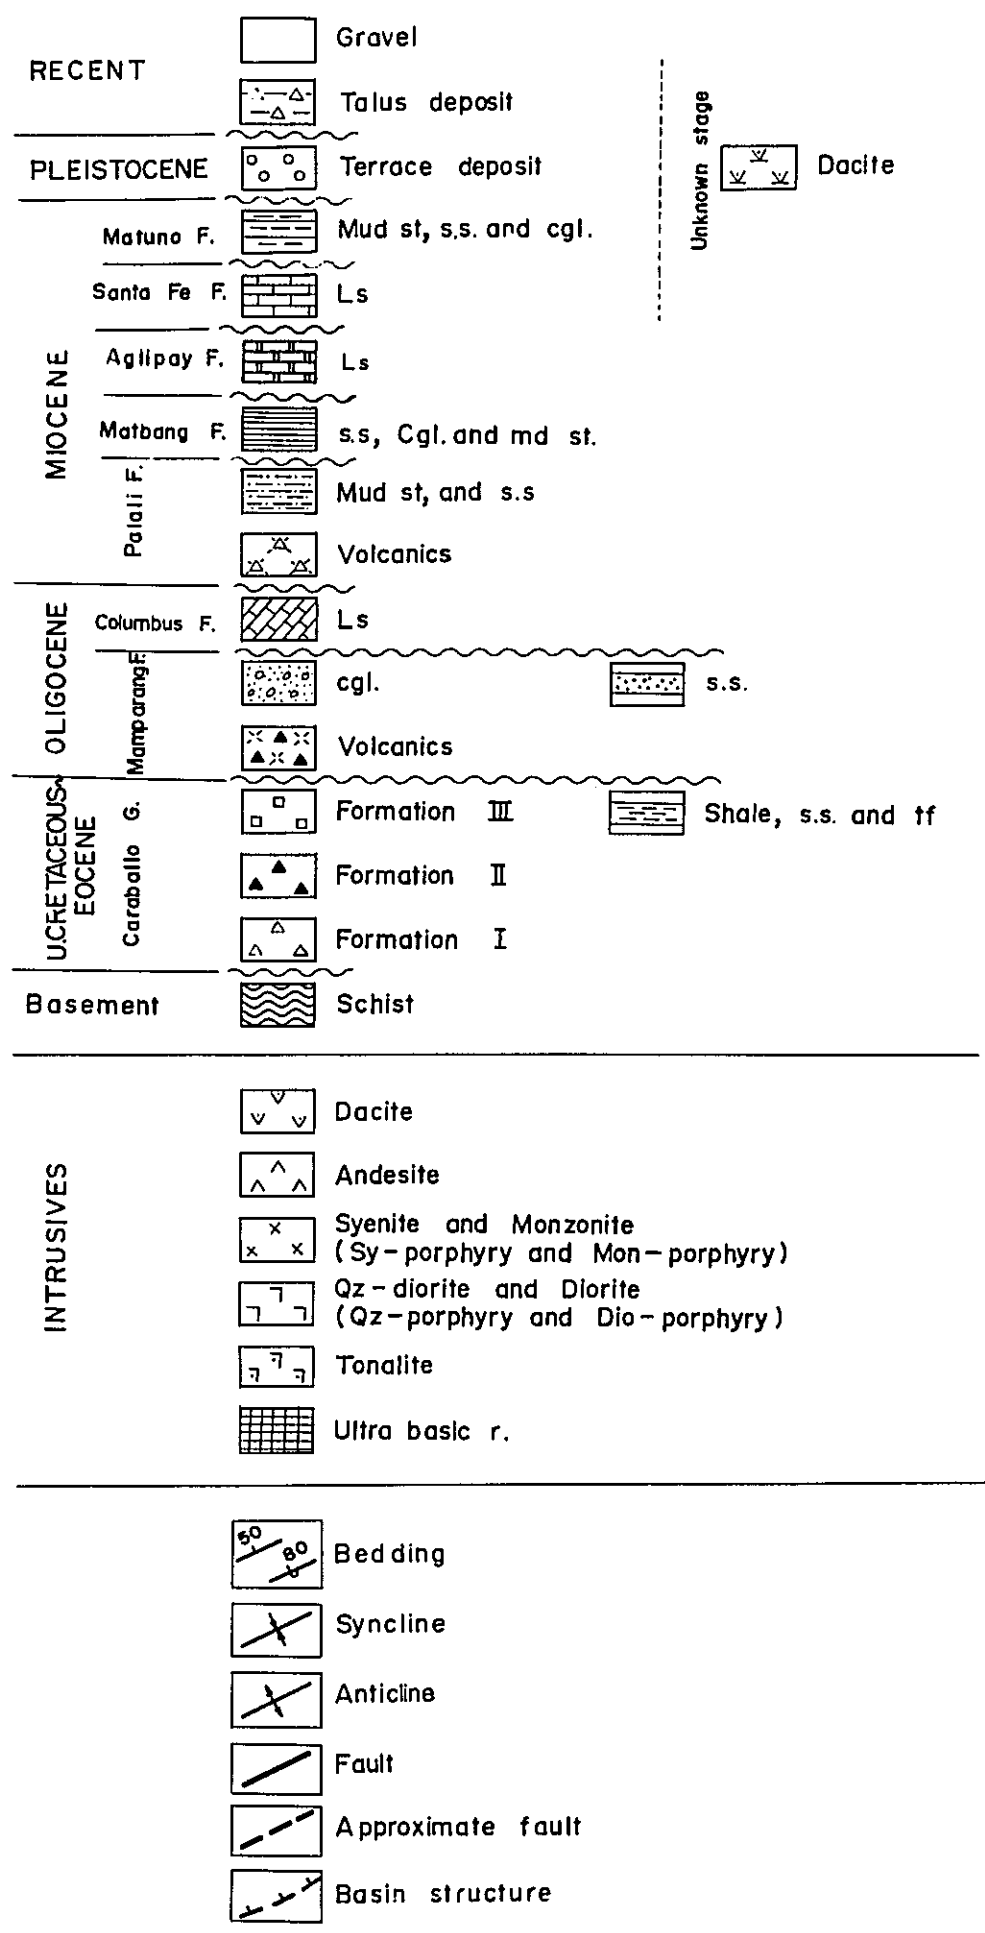 RECENT
Gravel
Talus deposit
PLEISTOCENE
Terrace deposit
Unknown stage
Dacite
MIOCENE
Matuno F.
Mud st, s.s. and cgl.
Santa Fe F.
Ls
Aglipay F.
Ls
Matbang F.
s.s, Cgl. and md st.
Palali F.
Mud st, and s.s
Volcanics
OLIGOCENE
Columbus F.
Ls
Mamparang F.
cgl.
s.s.
Volcanics
U.CRETACEOUS~
EOCENE
Caraballo G.
Formation III
Shale, s.s. and tf
Formation II
Formation I
Basement
Schist
INTRUSIVES
Dacite
Andesite
Syenite and Monzonite
(Sy-porphyry and Mon-porphyry)
Qz-diorite and Diorite
(Qz-porphyry and Dio-porphyry)
Tonalite
Ultra basic r.
50
80
Bedding
Syncline
Anticline
Fault
Approximate fault
Basin structure